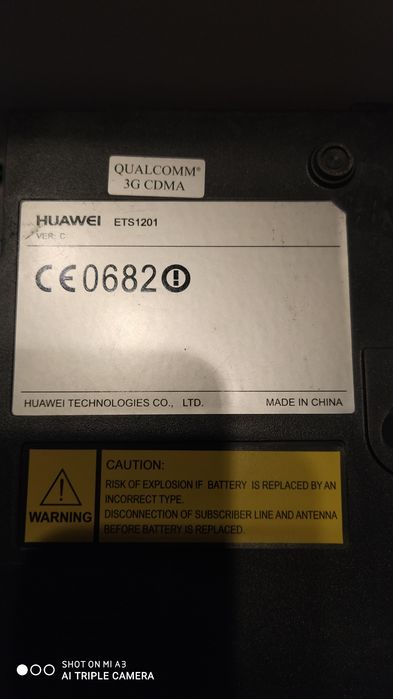 QUALCOMM®
3G CDMA
HUAWEI ETS1201
VER: C
CE0682
HUAWEI TECHNOLOGIES CO., LTD. MADE IN CHINA
WARNING
CAUTION:
RISK OF EXPLOSION IF BATTERY IS REPLACED BY AN
INCORRECT TYPE.
DISCONNECTION OF SUBSCRIBER LINE AND ANTENNA
BEFORE BATTERY IS REPLACED.
SHOT ON MI A3
AI TRIPLE CAMERA